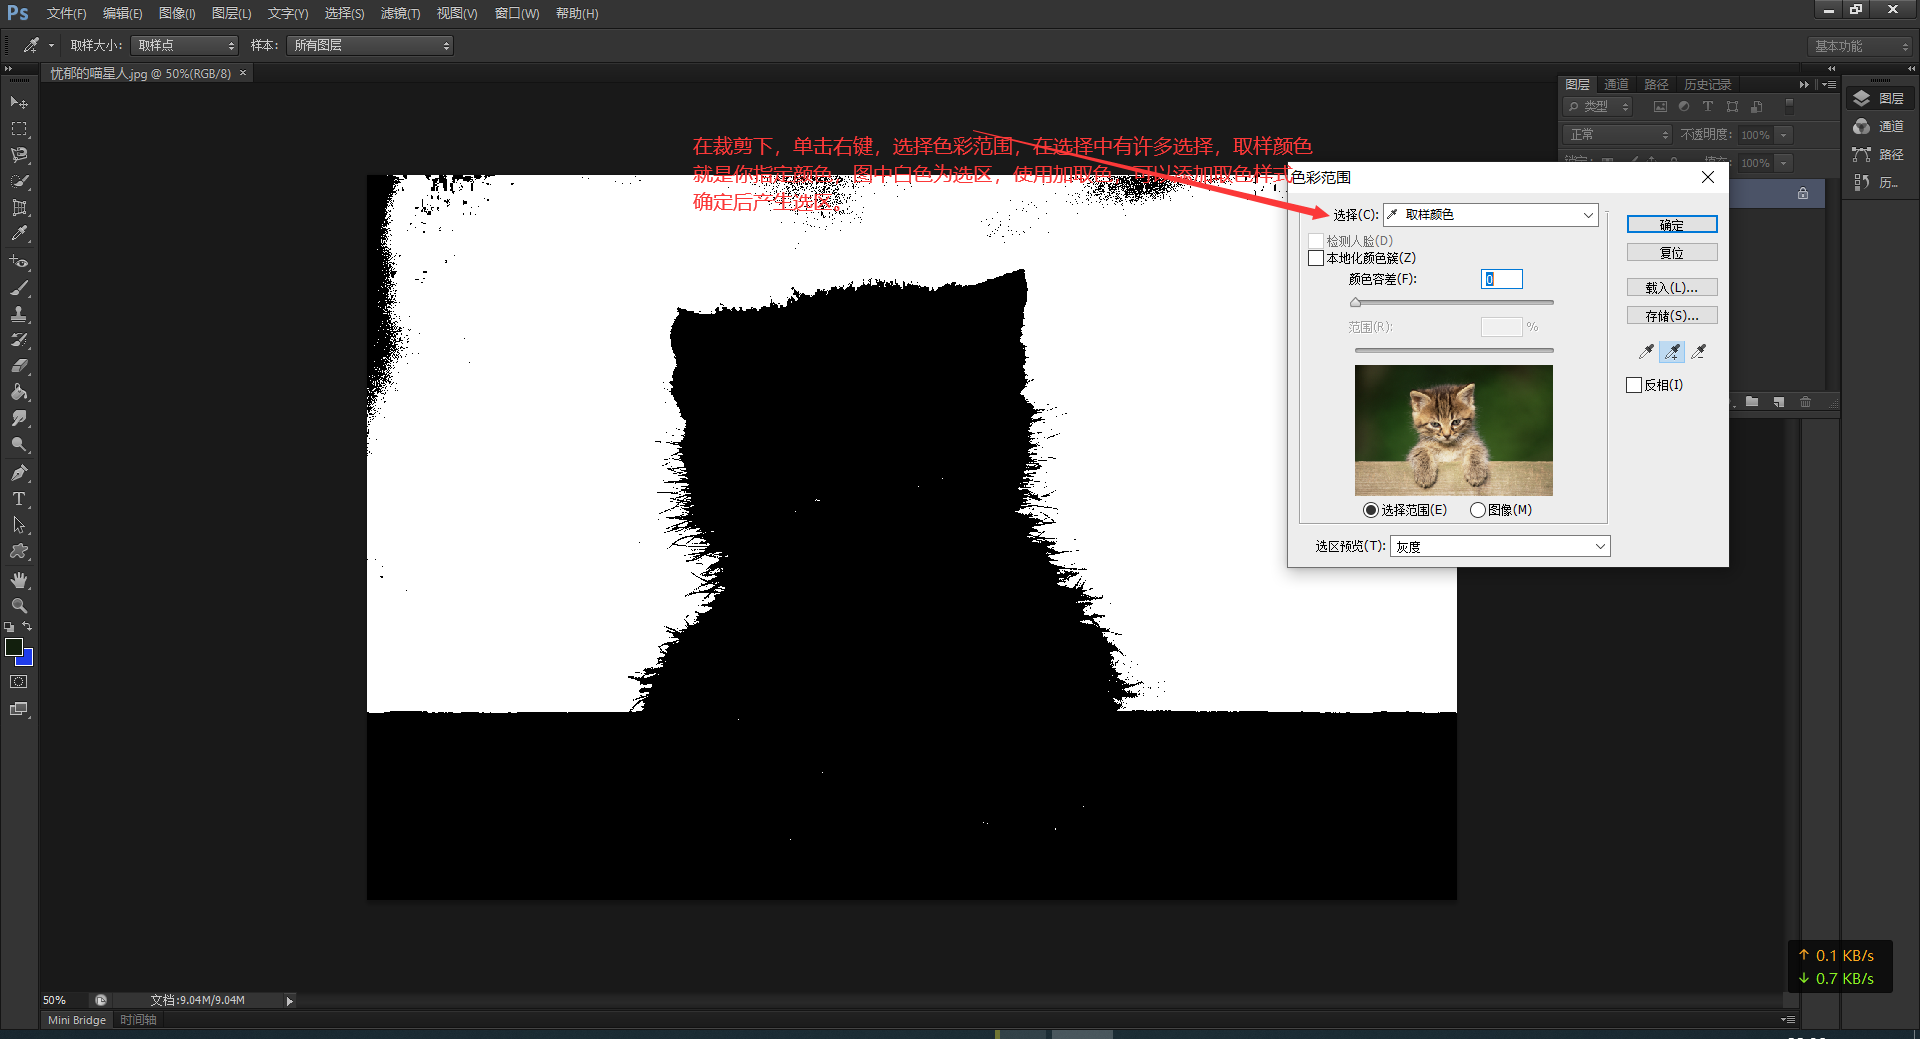 Ps 文件(F) 编辑(E) 图像(I) 图层(L) 文字(Y) 选择(S) 滤镜(T) 视图(V) 窗口(W) 帮助(H)
取样大小: 取样点 样本: 所有图层 基本功能
忧郁的喵星人.jpg @ 50%(RGB/8) ×
图层 通道 路径 历史记录
类型
正常 不透明度: 100%
100%
图层
通道
路径
历...
在裁剪下，单击右键，选择色彩范围，在选择中有许多选择，取样颜色
就是你指定颜色，图中白色为选区，使用加取色
以添加取色样式
确定后产生选区。
色彩范围
选择(C): 取样颜色
检测人脸(D)
本地化颜色簇(Z)
颜色容差(F): 0
范围(R): %
选择范围(E) 图像(M)
选区预览(T): 灰度
确定
复位
载入(L)...
存储(S)...
反相(I)
↑ 0.1 KB/s
↓ 0.7 KB/s
50% 文档:9.04M/9.04M
Mini Bridge 时间轴